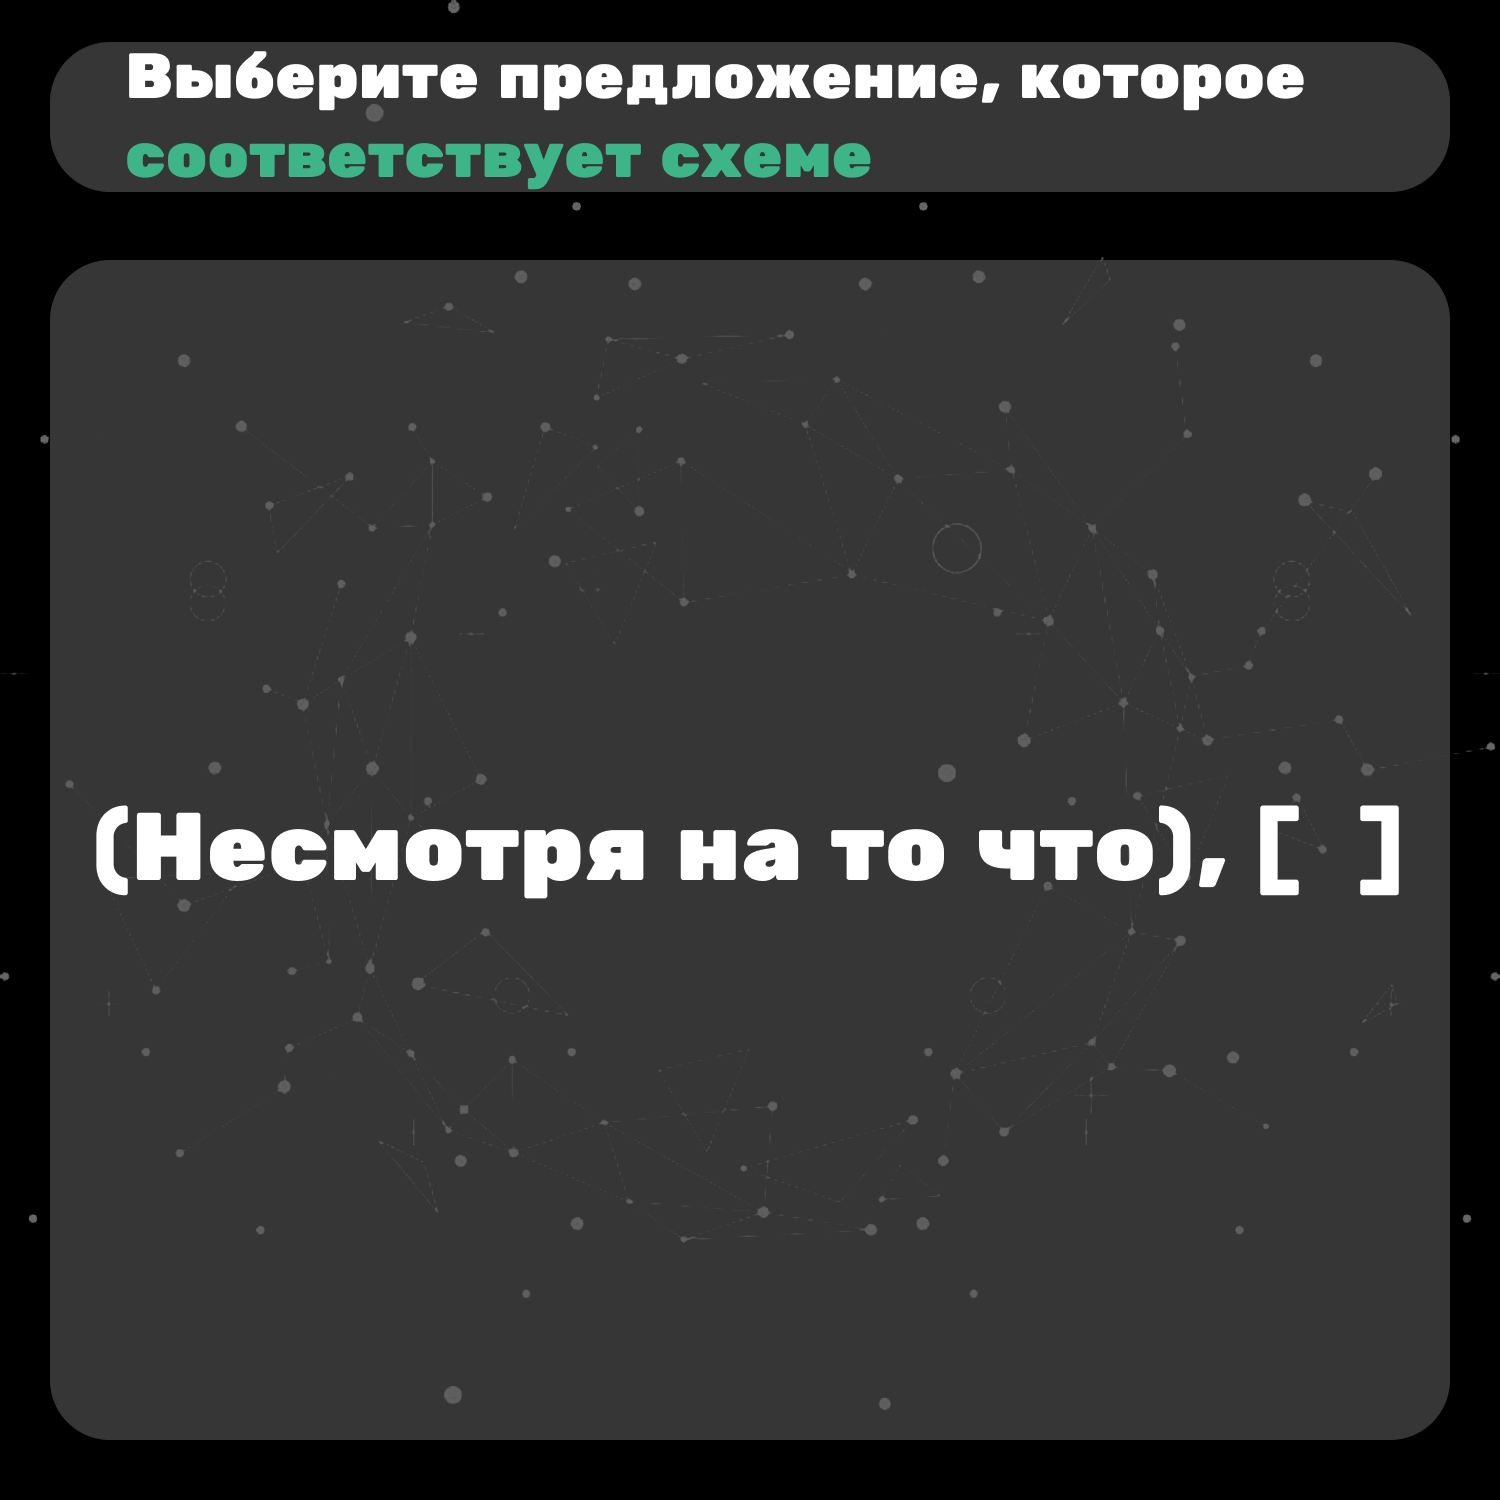 Выберите предложение, которое
соответствует схеме
(Несмотря на то что), [ ]